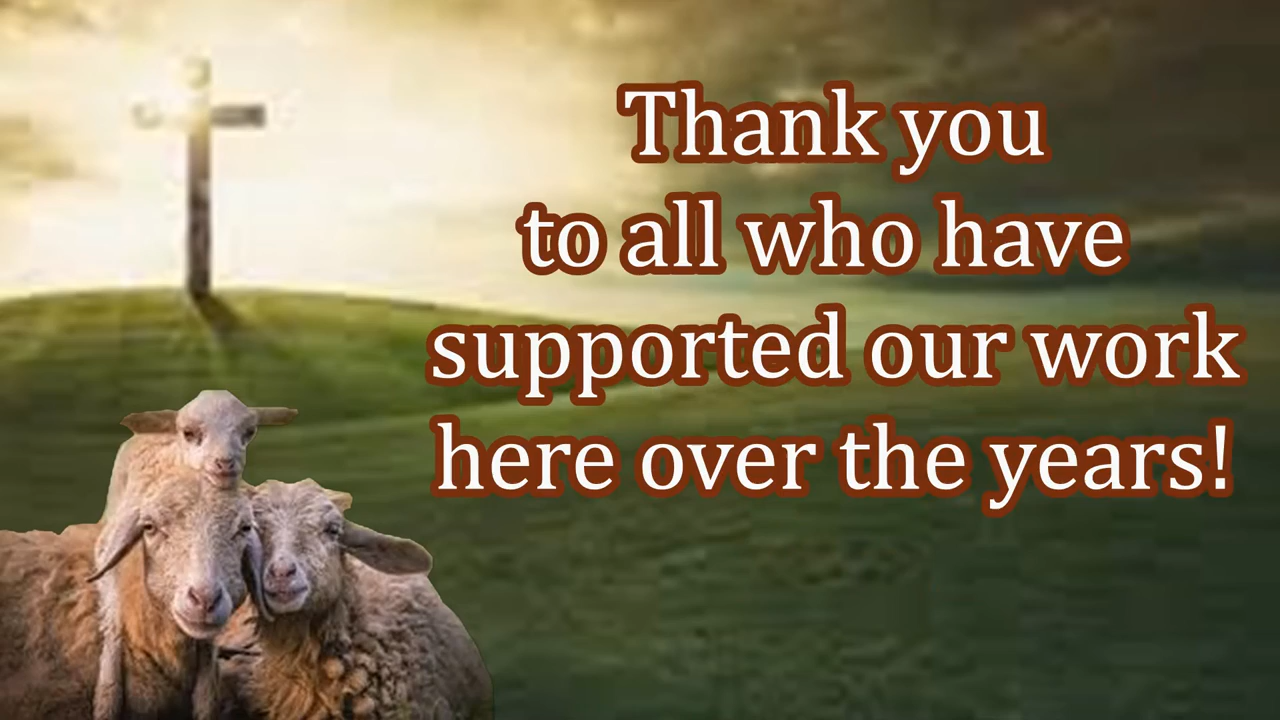 Thank you
to all who have
supported our work
here over the years!